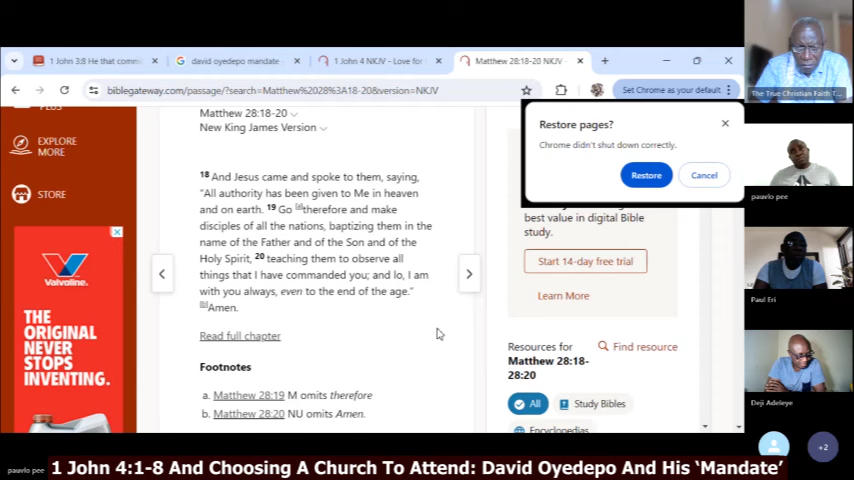 1 John 3:8 He that comm
david oyedepo mandate
1 John 4 NKJV - Love for
Matthew 28:18-20 NKJV -
biblegateway.com/passage/?search=Matthew%2028%3A18-20&version=NKJV
Set Chrome as your default
PLUS
EXPLORE
MORE
STORE
Valvoline.
THE
ORIGINAL
NEVER
STOPS
INVENTING.
Matthew 28:18-20
New King James Version
18 And Jesus came and spoke to them, saying,
“All authority has been given to Me in heaven
and on earth. 19 Go [a]therefore and make
disciples of all the nations, baptizing them in the
name of the Father and of the Son and of the
Holy Spirit, 20 teaching them to observe all
things that I have commanded you; and lo, I am
with you always, even to the end of the age.”
[b]Amen.
Read full chapter
Footnotes
a. Matthew 28:19 M omits therefore
b. Matthew 28:20 NU omits Amen.
Restore pages?
Chrome didn't shut down correctly.
Restore
Cancel
best value in digital Bible
study.
Start 14-day free trial
Learn More
Resources for
Matthew 28:18-
28:20
Find resource
All
Study Bibles
Encyclopedias
The True Christian Faith T...
pauvlo pee
Paul Eri
Deji Adeleye
+2
pauvlo pee
1 John 4:1-8 And Choosing A Church To Attend: David Oyedepo And His ‘Mandate’